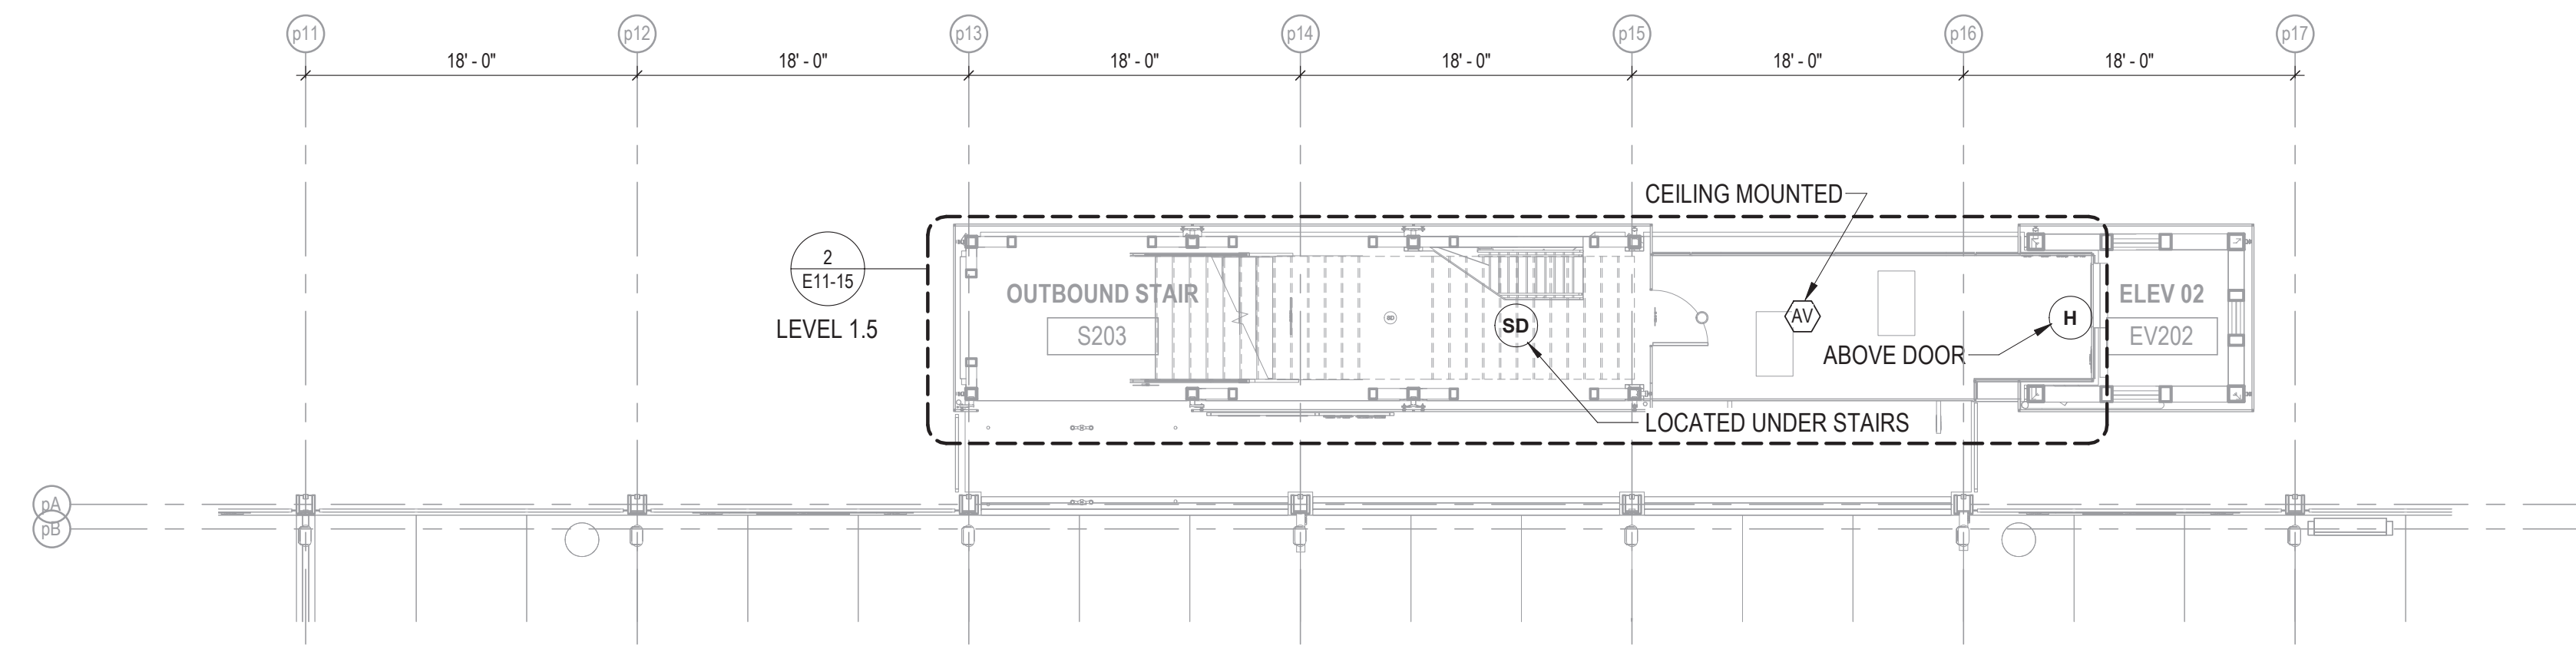 p11
p12
p13
p14
p15
p16
p17
18' - 0"
18' - 0"
18' - 0"
18' - 0"
18' - 0"
18' - 0"
CEILING MOUNTED
2
E11-15
LEVEL 1.5
OUTBOUND STAIR
S203
SD
SD
AV
H
ABOVE DOOR
ELEV 02
EV202
LOCATED UNDER STAIRS
pA
pB